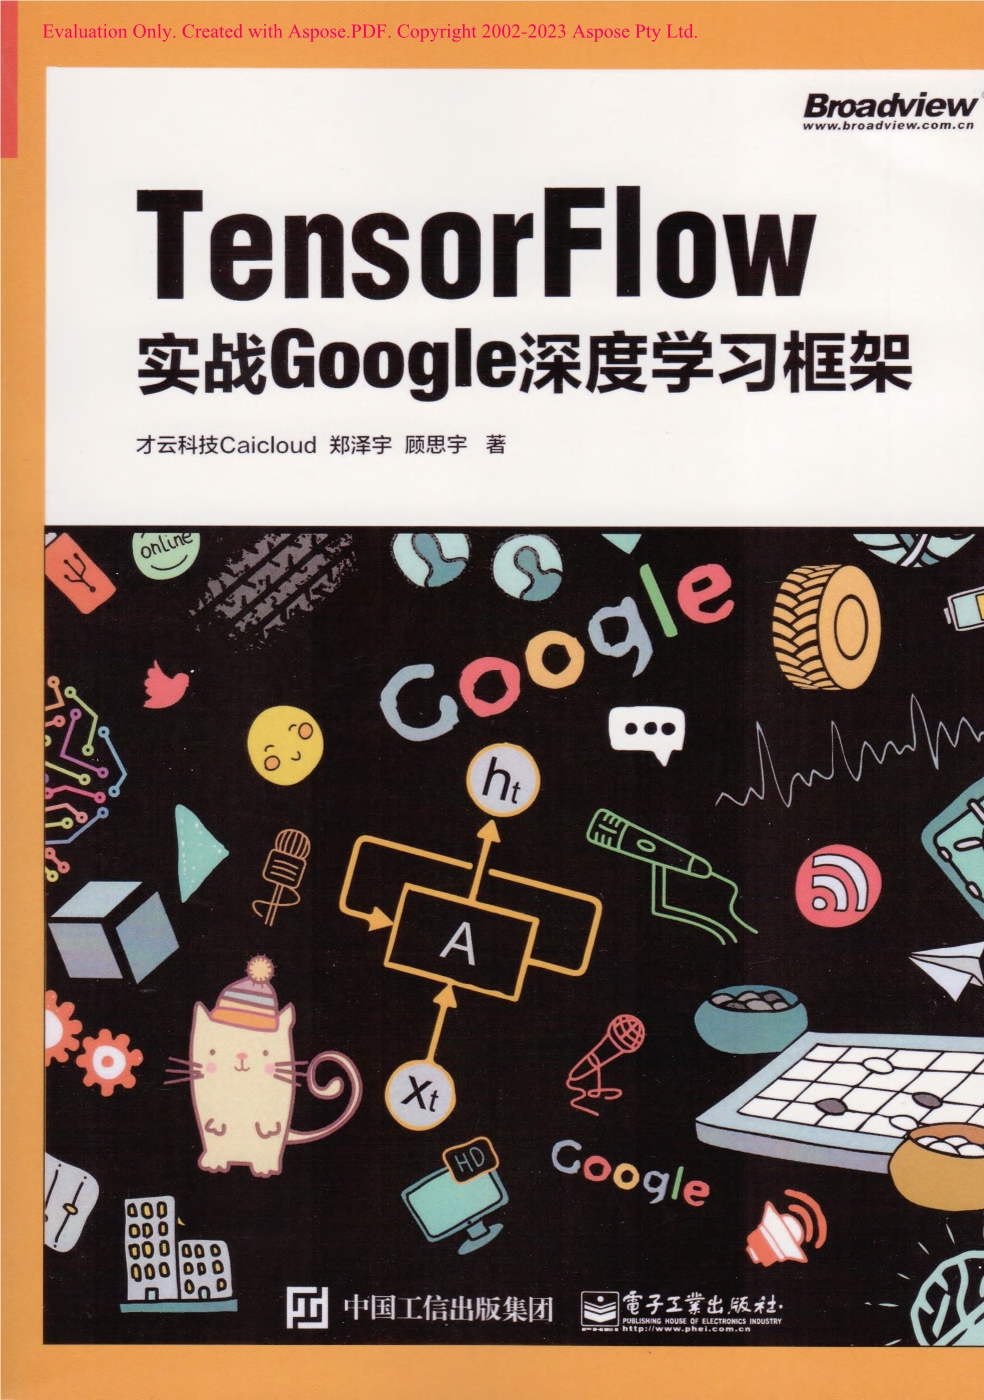 Evaluation Only. Created with Aspose.PDF. Copyright 2002-2023 Aspose Pty Ltd.
Broadview
www.broadview.com.cn
TensorFlow
实战Google深度学习框架
才云科技Caicloud 郑泽宇 顾思宇 著
online
Google
ht
A
Xt
HD
Google
中国工信出版集团
電子工業出版社
PUBLISHING HOUSE OF ELECTRONICS INDUSTRY
PHEI
http://www.phei.com.cn